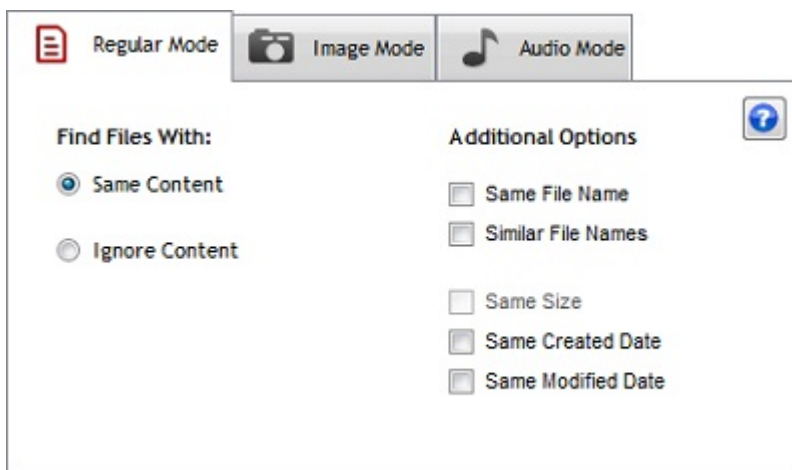 Regular Mode
Image Mode
Audio Mode
Find Files With:
Same Content
Ignore Content
Additional Options
Same File Name
Similar File Names
Same Size
Same Created Date
Same Modified Date
?